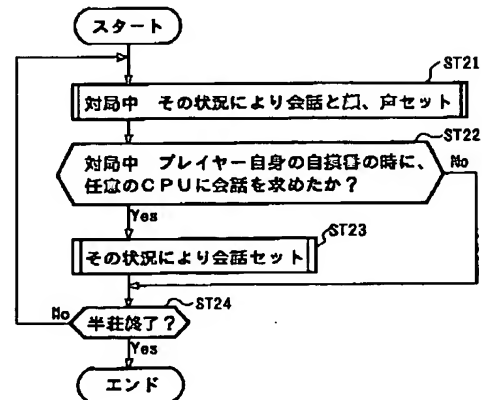 スタート
ST21
対局中 その状況により会話と顔、声セット
ST22
対局中 プレイヤー自身の自摸番の時に、
任意のCPUに会話を求めたか?
No
Yes
ST23
その状況により会話セット
ST24
No
半荘終了?
Yes
エンド